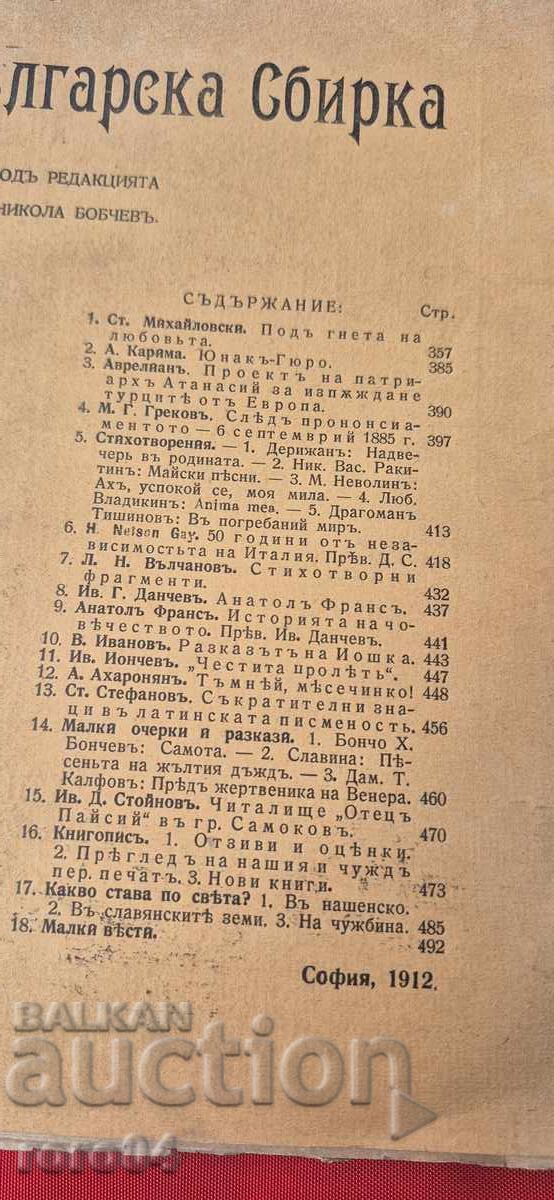 лгарска Сбирка
ОДЪ РЕДАКЦИЯТА
НИКОЛА БОБЧЕВЪ.
СЪДЪРЖАНИЕ: Стр.
1. Ст. Михайловски. Подъ гнета на
любовьта. 357
2. А. Карима. Юнакъ-Гюро. 385
3. Аврелиан. Проектъ на патри-
архъ Атанасий за изпѫждане
турцитѣ отъ Европа. 390
4. М. Г. Грековъ. Слѣдъ прононсиа-
ментото — 6 септемврий 1885 г. 397
5. Стихотворения. — 1. Держианъ: Надве-
черь въ родината. — 2. Ник. Вас. Раки-
тинъ: Майски пѣсни. — 3. М. Неволинъ:
Ахъ, успокой се, моя мила. — 4. Люб.
Владикинъ: Anima mea. — 5. Драгоманъ
Тишиновъ: Въ погребаний миръ. 413
6. H. Nelson Gay. 50 години отъ неза-
висимостьта на Италия. Прѣв. Д. С. 418
7. Л. Н. Вълчановъ. Стихотворни
фрагменти. 432
8. Ив. Г. Данчевъ. Анатолъ Франсъ. 437
9. Анатолъ Франсъ. Историята на чо-
вѣчеството. Прѣв. Ив. Данчевъ. 441
10. В. Ивановъ. Разказътъ на Иошка. 443
11. Ив. Йончевъ. „Честита пролѣть“. 447
12. А. Ахаронянъ. Тъмнѣй, мѣсечинко! 448
13. Ст. Стефановъ. Съкратителни зна-
ци въ латинската писменость. 456
14. Малки очерки и разкази. 1. Бончо Х.
Бончевъ: Самота. — 2. Славина: Пѣ-
сеньта на жълтия дъждъ. — 3. Дам. Т.
Калфовъ: Прѣдъ жертвеника на Венера. 460
15. Ив. Д. Стойновъ. Читалище „Отецъ
Паисий“ въ гр. Самоковъ. 470
16. Книгописъ. 1. Отзиви и оцѣнки.
2. Прѣгледъ на нашия и чуждъ
пер. печатъ. 3. Нови книги. 473
17. Какво става по свѣта? 1. Въ нашенско.
2. Въ славянскитѣ земи. 3. На чужбина. 485
18. Малки вѣсти. 492
София, 1912.
BALKAN
auction
roro04